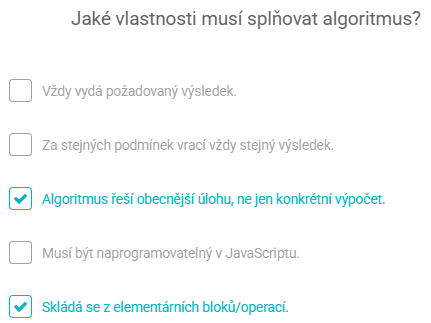 Jaké vlastnosti musí splňovat algoritmus?
Vždy vydá požadovaný výsledek.
Za stejných podmínek vrací vždy stejný výsledek.
Algoritmus řeší obecnější úlohu, ne jen konkrétní výpočet.
Musí být naprogramovatelný v JavaScriptu.
Skládá se z elementárních bloků/operací.